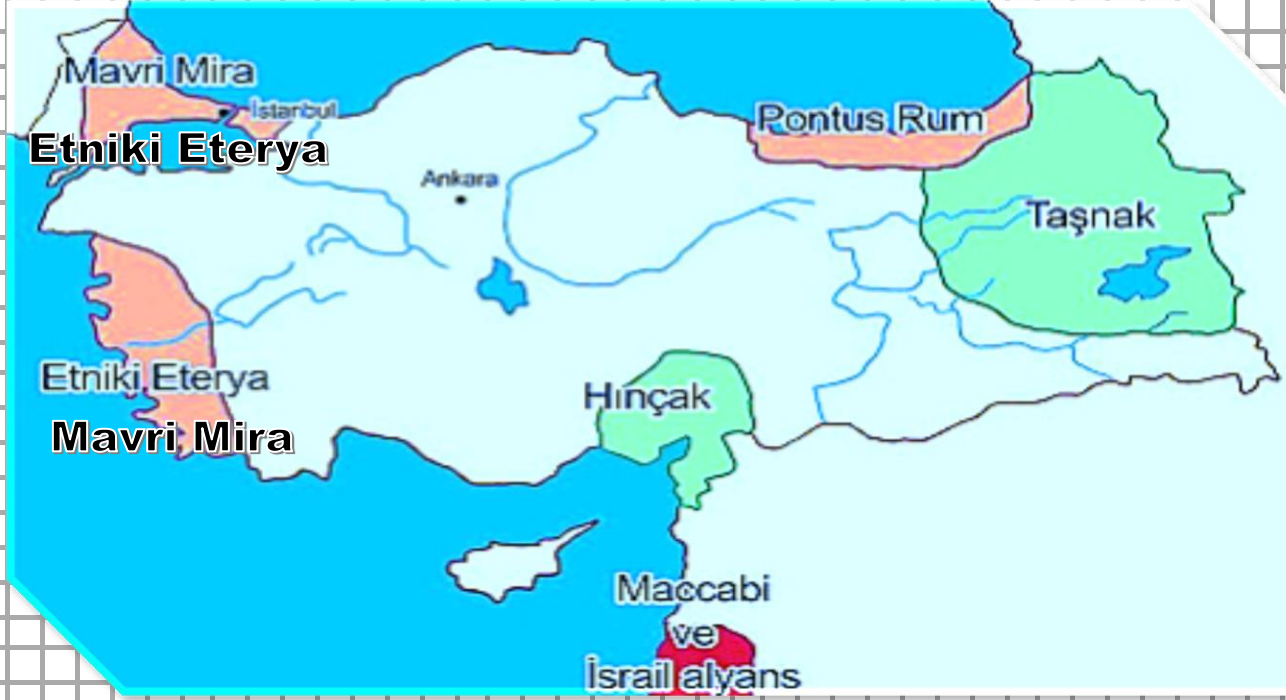 Mavri Mira
İstanbul
Etniki Eterya
Pontus Rum
Ankara
Taşnak
Etniki Eterya
Hınçak
Mavri Mira
Maccabi
ve
İsrail alyans